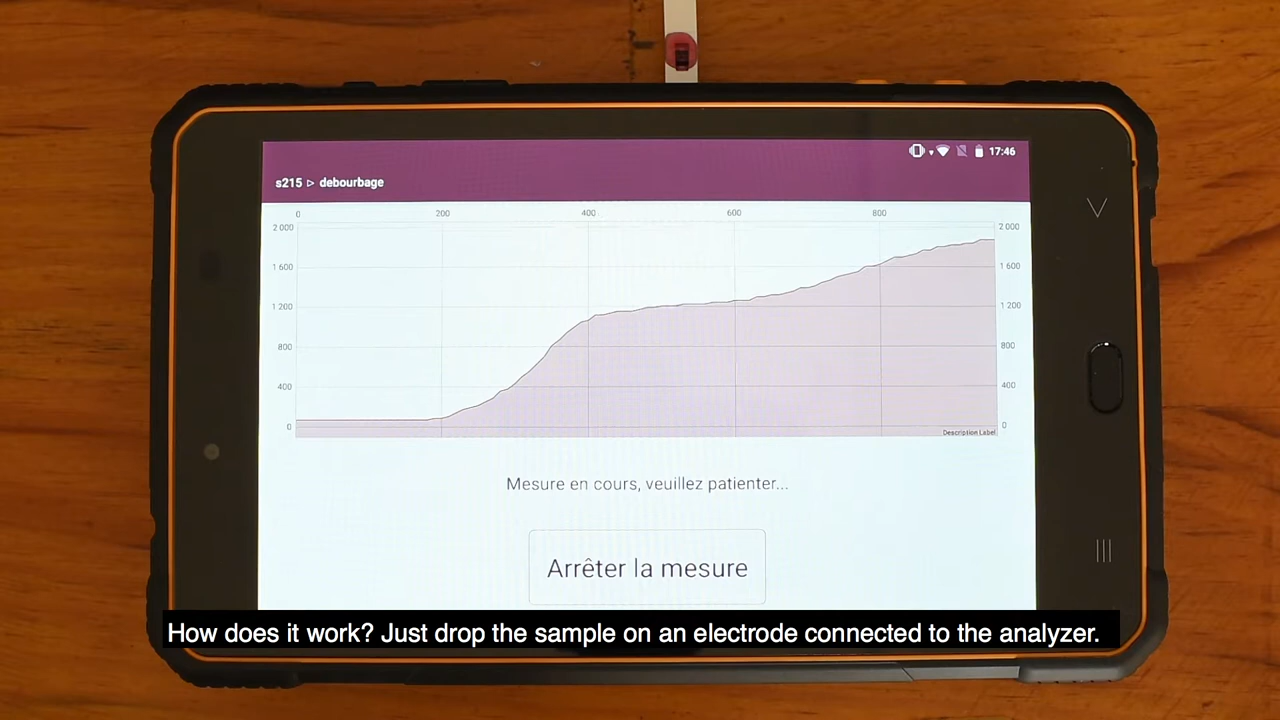 17:46
s215 ▷ debourbage
0 200 400 600 800
2 000 2 000
1 600 1 600
1 200 1 200
800 800
400 400
0 0
Description Label
Mesure en cours, veuillez patienter...
Arrêter la mesure
How does it work? Just drop the sample on an electrode connected to the analyzer.